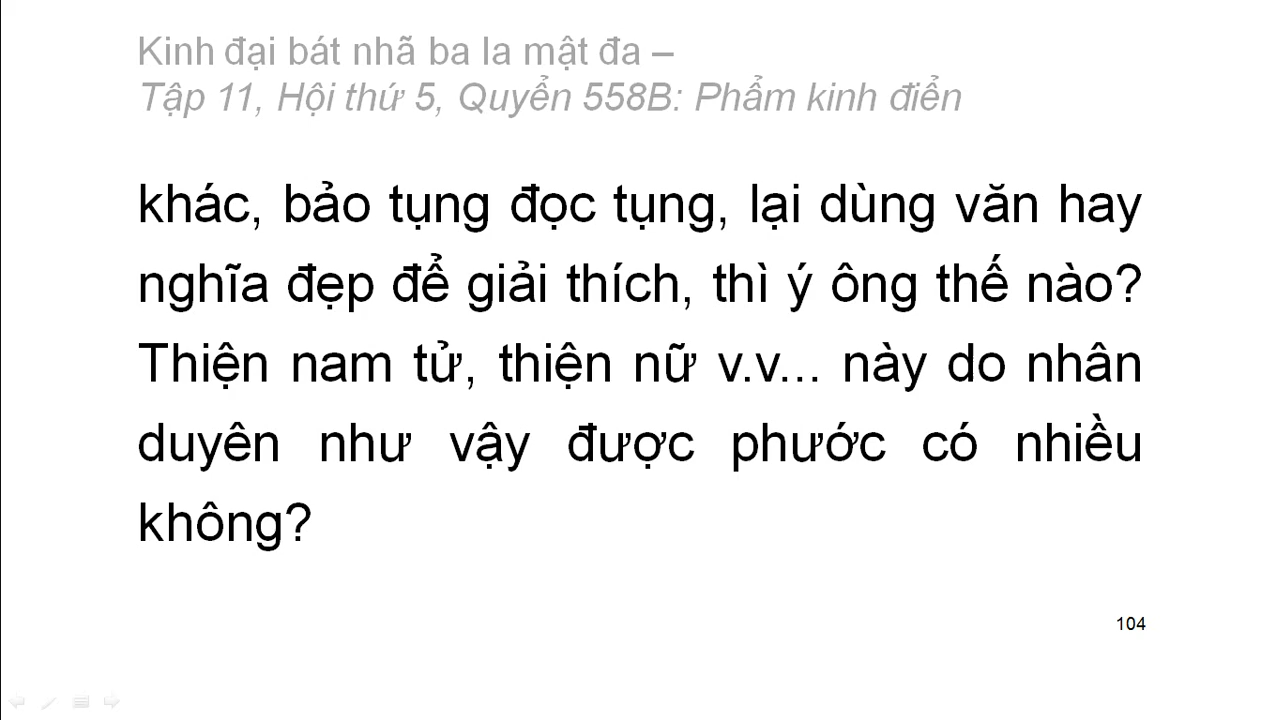 Kinh đại bát nhã ba la mật đa –
Tập 11, Hội thứ 5, Quyển 558B: Phẩm kinh điển
khác, bảo tụng đọc tụng, lại dùng văn hay
nghĩa đẹp để giải thích, thì ý ông thế nào?
Thiện nam tử, thiện nữ v.v... này do nhân
duyên như vậy được phước có nhiều
không?
104